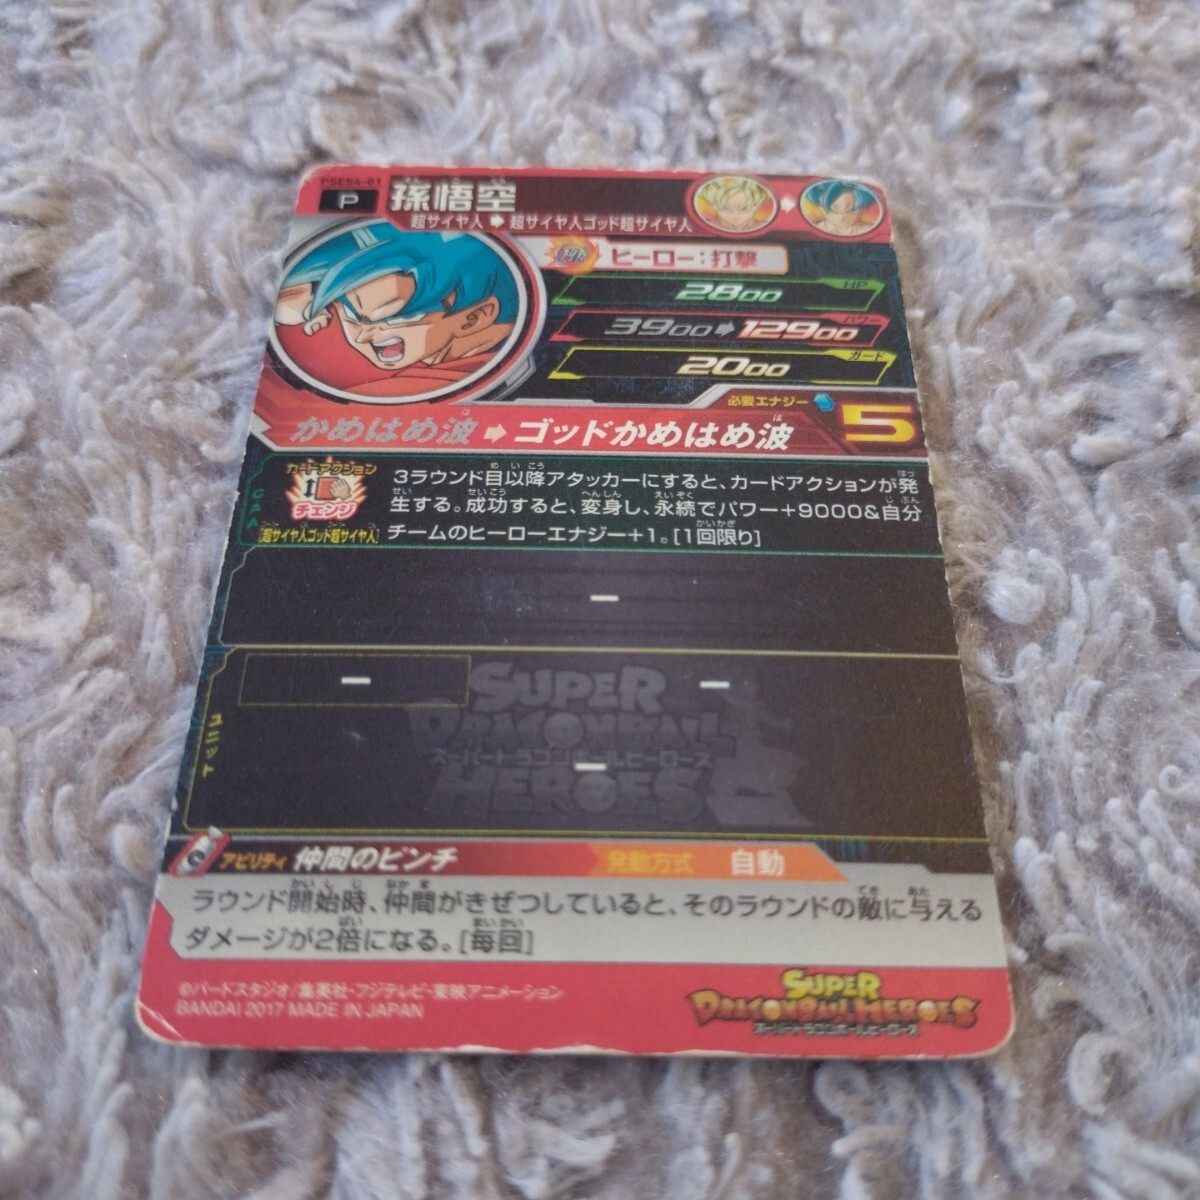 PSES4-01
P
孫悟空
超サイヤ人 ➡ 超サイヤ人ゴッド超サイヤ人
ヒーロー：打撃
HP
2800
パワー
3900➡12900
ガード
2000
必要エナジー 5
かめはめ波➡ゴッドかめはめ波
CAA
カードアクション
1
チェンジ
[超サイヤ人ゴッド超サイヤ人]
3ラウンド目以降アタッカーにすると、カードアクションが発
生する。成功すると、変身し、永続でパワー+9000&自分
チームのヒーローエナジー+1。[1回限り]
ー
ユニット
ー
ー
ー
SUPER
DRAGONBALL
スーパードラゴンボールヒーローズ
HEROES
アビリティ 仲間のピンチ 発動方式 自動
ラウンド開始時、仲間がきぜつしていると、そのラウンドの敵に与える
ダメージが2倍になる。[毎回]
©バードスタジオ/集英社・フジテレビ・東映アニメーション
BANDAI 2017 MADE IN JAPAN
SUPER
DRAGONBALL HEROES
スーパードラゴンボールヒーローズ